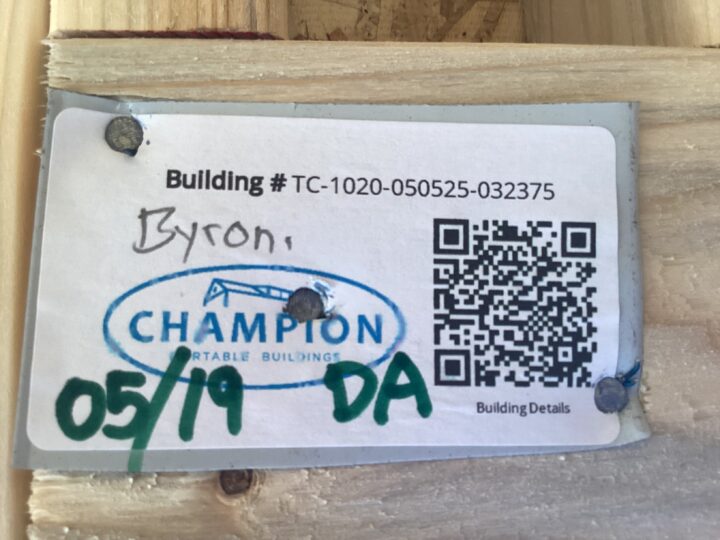 Building # TC-1020-050525-032375
Byron.
CHAMPION
PORTABLE BUILDINGS
05/19 DA
Building Details